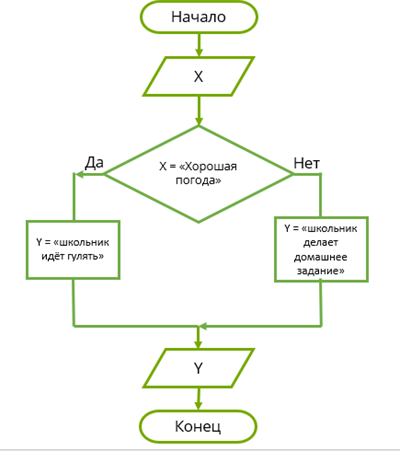 Начало
X
X = «Хорошая
погода»
Да
Нет
Y = «школьник
идёт гулять»
Y = «школьник
делает
домашнее
задание»
Y
Конец